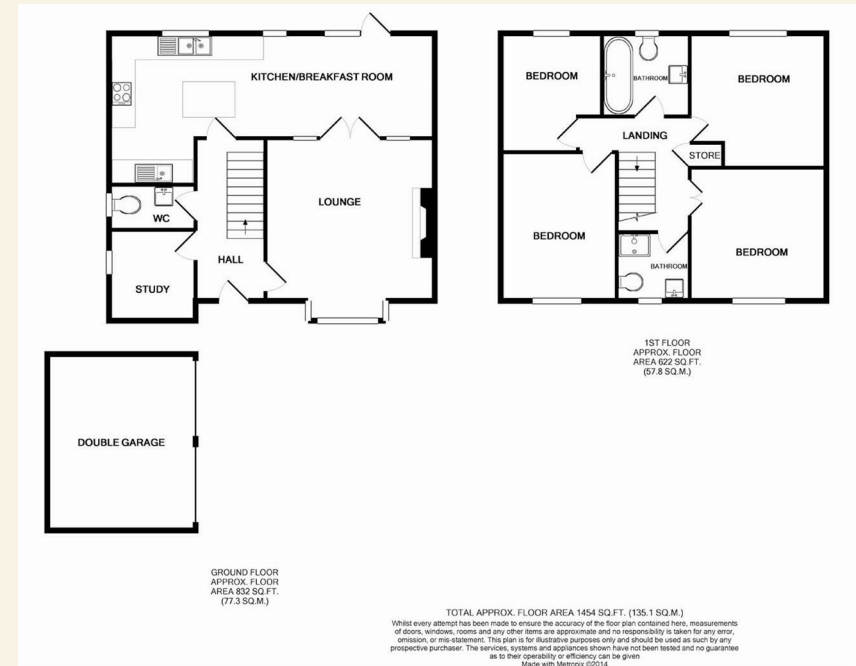 KITCHEN/BREAKFAST ROOM
LOUNGE
WC
HALL
STUDY
DOUBLE GARAGE
GROUND FLOOR
APPROX. FLOOR
AREA 832 SQ.FT.
(77.3 SQ.M.)
BEDROOM
BATHROOM
BEDROOM
LANDING
STORE
BEDROOM
BEDROOM
BATHROOM
1ST FLOOR
APPROX. FLOOR
AREA 622 SQ.FT.
(57.8 SQ.M.)
TOTAL APPROX. FLOOR AREA 1454 SQ.FT. (135.1 SQ.M.)
Whilst every attempt has been made to ensure the accuracy of the floor plan contained here, measurements
of doors, windows, rooms and any other items are approximate and no responsibility is taken for any error,
omission, or mis-statement. This plan is for illustrative purposes only and should be used as such by any
prospective purchaser. The services, systems and appliances shown have not been tested and no guarantee
as to their operability or efficiency can be given
Made with Metropix ©2014